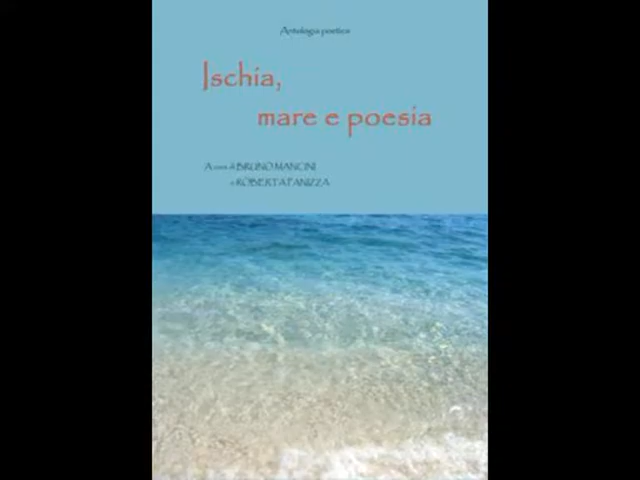 Antologia poetica
Ischia,
mare e poesia
A cura di BRUNO MANCINI
e ROBERTA PANIZZA